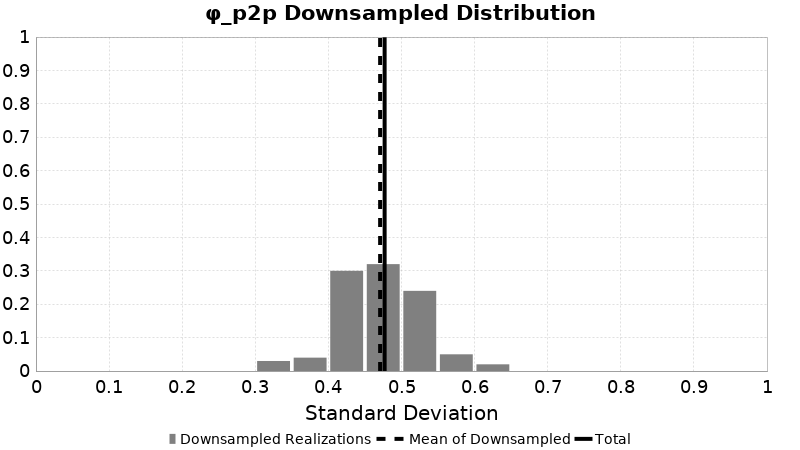 φ_p2p Downsampled Distribution
1
0.9
0.8
0.7
0.6
0.5
0.4
0.3
0.2
0.1
0
0 0.1 0.2 0.3 0.4 0.5 0.6 0.7 0.8 0.9 1
Standard Deviation
Downsampled Realizations Mean of Downsampled Total